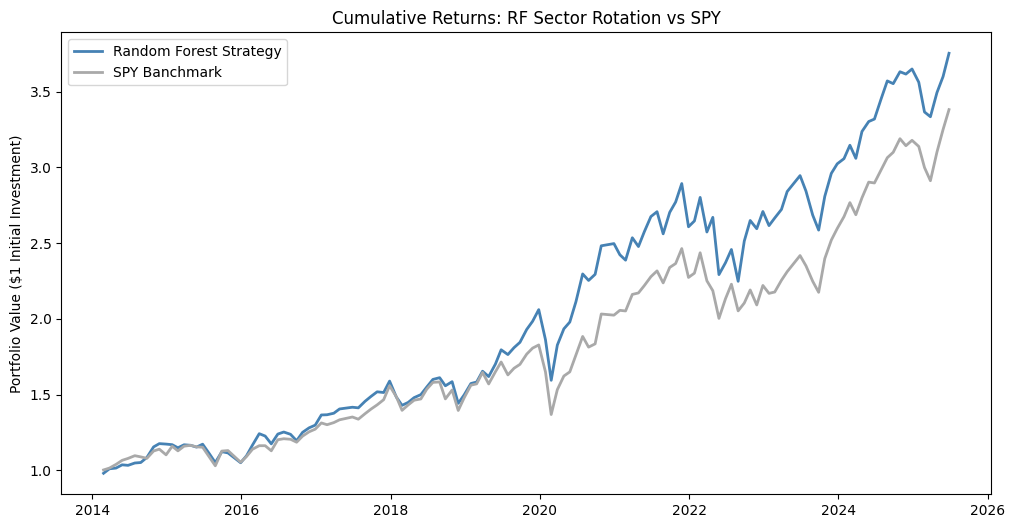 Cumulative Returns: RF Sector Rotation vs SPY
Random Forest Strategy
SPY Banchmark
Portfolio Value ($1 Initial Investment)
3.5
3.0
2.5
2.0
1.5
1.0
2014 2016 2018 2020 2022 2024 2026